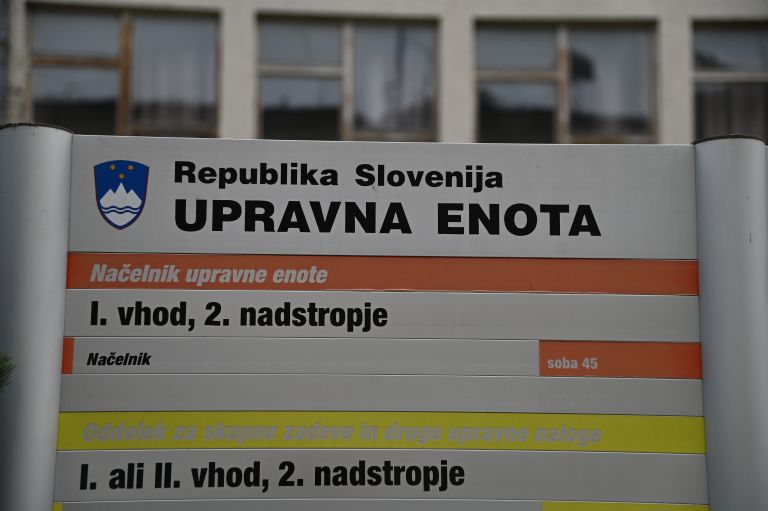 Republika Slovenija
UPRAVNA ENOTA
Načelnik upravne enote
I. vhod, 2. nadstropje
Načelnik
soba 45
Oddelek za skupne zadeve in druge upravne naloge
I. ali II. vhod, 2. nadstropje